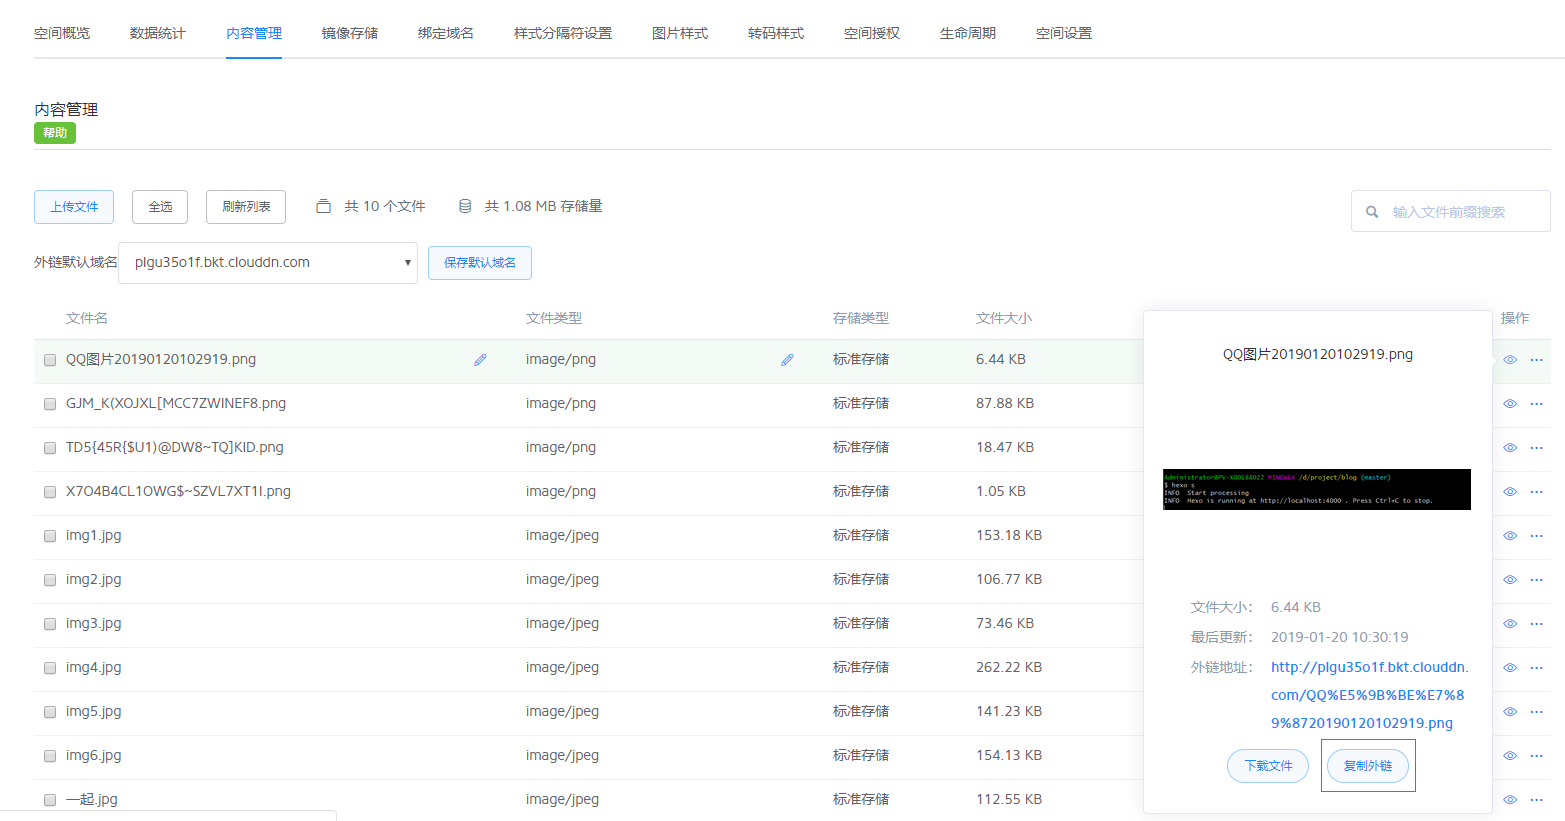 空间概览 数据统计 内容管理 镜像存储 绑定域名 样式分隔符设置 图片样式 转码样式 空间授权 生命周期 空间设置
内容管理
帮助
上传文件 全选 刷新列表 共 10 个文件 共 1.08 MB 存储量 输入文件前缀搜索
外链默认域名 plgu35o1f.bkt.clouddn.com 保存默认域名
文件名 文件类型 存储类型 文件大小 操作
QQ图片20190120102919.png image/png 标准存储 6.44 KB
GJM_K(XOJXL[MCC7ZWINEF8.png image/png 标准存储 87.88 KB
TD5{45R{$U1)@DW8~TQ]KID.png image/png 标准存储 18.47 KB
X7O4B4CL1OWG$~SZVL7XT1I.png image/png 标准存储 1.05 KB
img1.jpg image/jpeg 标准存储 153.18 KB
img2.jpg image/jpeg 标准存储 106.77 KB
img3.jpg image/jpeg 标准存储 73.46 KB
img4.jpg image/jpeg 标准存储 262.22 KB
img5.jpg image/jpeg 标准存储 141.23 KB
img6.jpg image/jpeg 标准存储 154.13 KB
一起.jpg image/jpeg 标准存储 112.55 KB
QQ图片20190120102919.png
Administrator@PV-X00188022 MINGW64 /d/project/blog (master)
$ hexo s
INFO Start processing
INFO Hexo is running at http://localhost:4000 . Press Ctrl+C to stop.
文件大小： 6.44 KB
最后更新： 2019-01-20 10:30:19
外链地址： http://plgu35o1f.bkt.clouddn.
com/QQ%E5%9B%BE%E7%8
9%8720190120102919.png
下载文件 复制外链